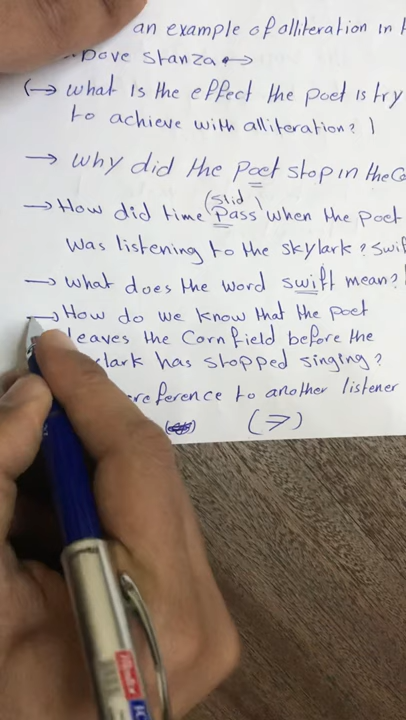 an example of alliteration in
stanza →
→ what is the effect the poet is try
to achieve with alliteration?
→ why did the Poet stop in the
(slid)
→ How did time Pass when the Poet
was listening to the skylark? Swif
→ what does the word swift mean?
→ How do we know that the poet
leaves the Corn field before the
lark has stopped singing?
reference to another listener
(7)